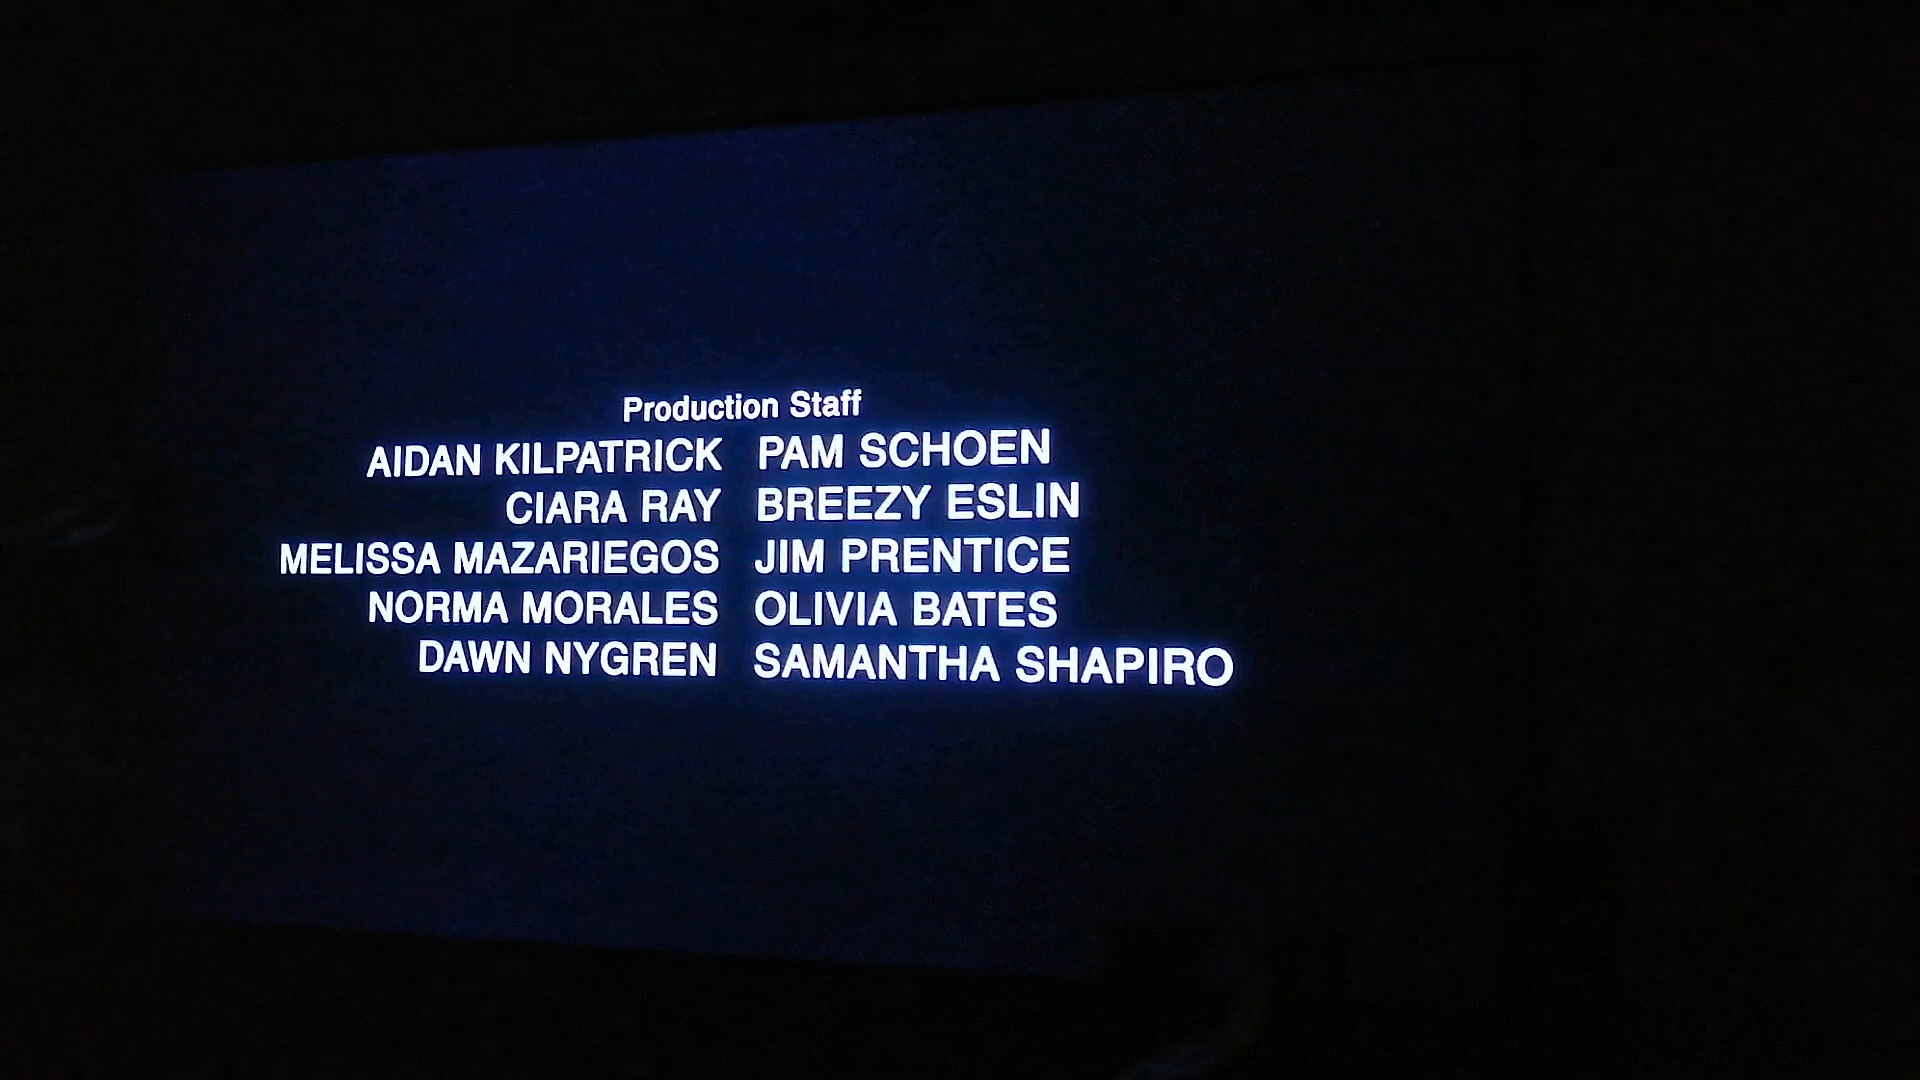 Production Staff
AIDAN KILPATRICK PAM SCHOEN
CIARA RAY BREEZY ESLIN
MELISSA MAZARIEGOS JIM PRENTICE
NORMA MORALES OLIVIA BATES
DAWN NYGREN SAMANTHA SHAPIRO